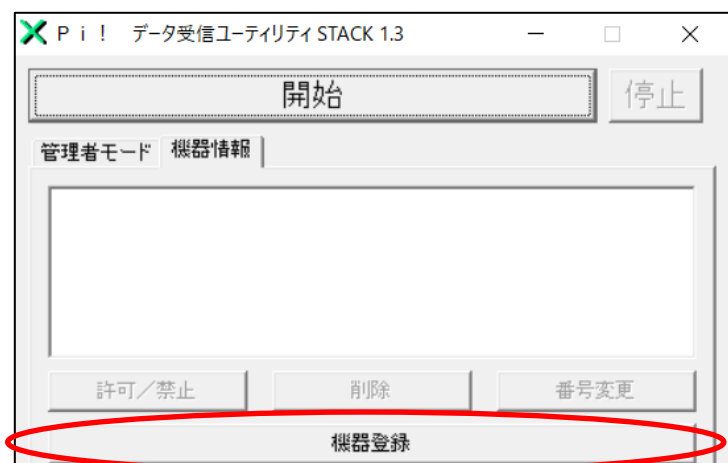 Pi! データ受信ユーティリティ STACK 1.3
開始 停止
管理者モード 機器情報
許可/禁止 削除 番号変更
機器登録